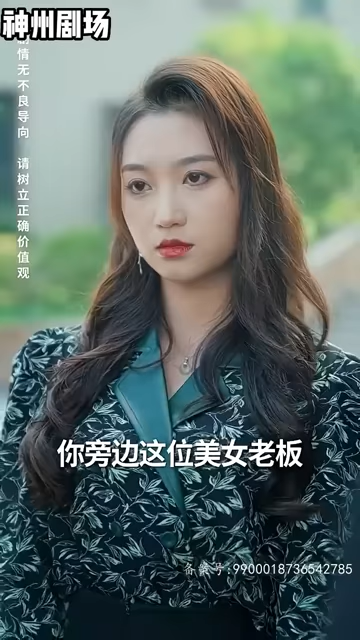 神州剧场
剧情无不良导向 请树立正确价值观
你旁边这位美女老板
备案号:9900018736542785